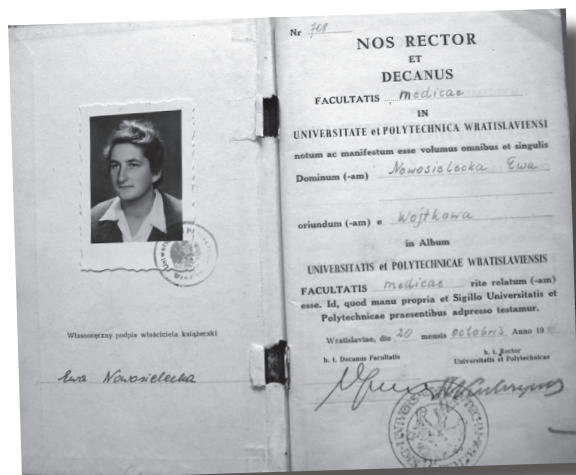 Własnoręczny podpis właściciela książeczki
Ewa Nowosielecka
Nr 708
NOS RECTOR
ET
DECANUS
FACULTATIS medicae
IN
UNIVERSITATE et POLYTECHNICA WRATISLAVIENSI
notum ac manifestum esse volumus omnibus et singulis
Dominum (-am) Nowosielecka Ewa
oriundum (-am) e Wojtkowa
in Album
UNIVERSITATIS et POLYTECHNICAE WRATISLAVIENSIS
FACULTATIS medicae rite relatum (-am)
esse. Id, quod manu propria et Sigillo Universitatis et
Polytechnicae praesentibus adpresso testamur.
Wratislaviae, die 20 mensis octobris Anno 19
h. t. Decanus Facultatis
h. t. Rector
Universitatis et Polytechnicae